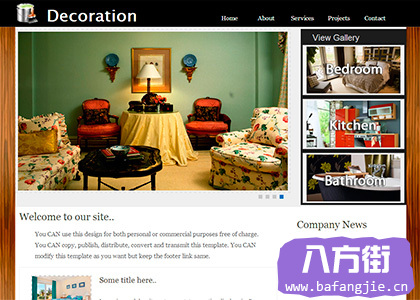 Decoration
Home About Services Projects Contact
View Gallery
Bedroom
Kitchen
Bathroom
Welcome to our site..
You CAN use this design for both personal or commercial purposes free of charge.
You CAN copy, publish, distribute, convert and transmit this template. You CAN
modify this template as you want but keep the footer link same.
Company News
Some title here..
八方街
www.bafangjie.cn